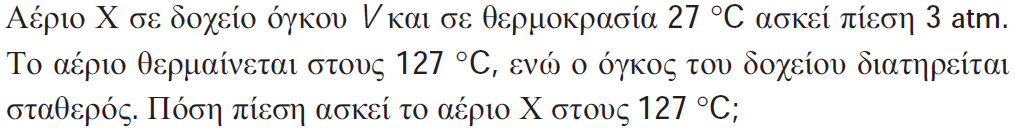 Αέριο Χ σε δοχείο όγκου V και σε θερμοκρασία 27 °C ασκεί πίεση 3 atm.
Το αέριο θερμαίνεται στους 127 °C, ενώ ο όγκος του δοχείου διατηρείται
σταθερός. Πόση πίεση ασκεί το αέριο Χ στους 127 °C;